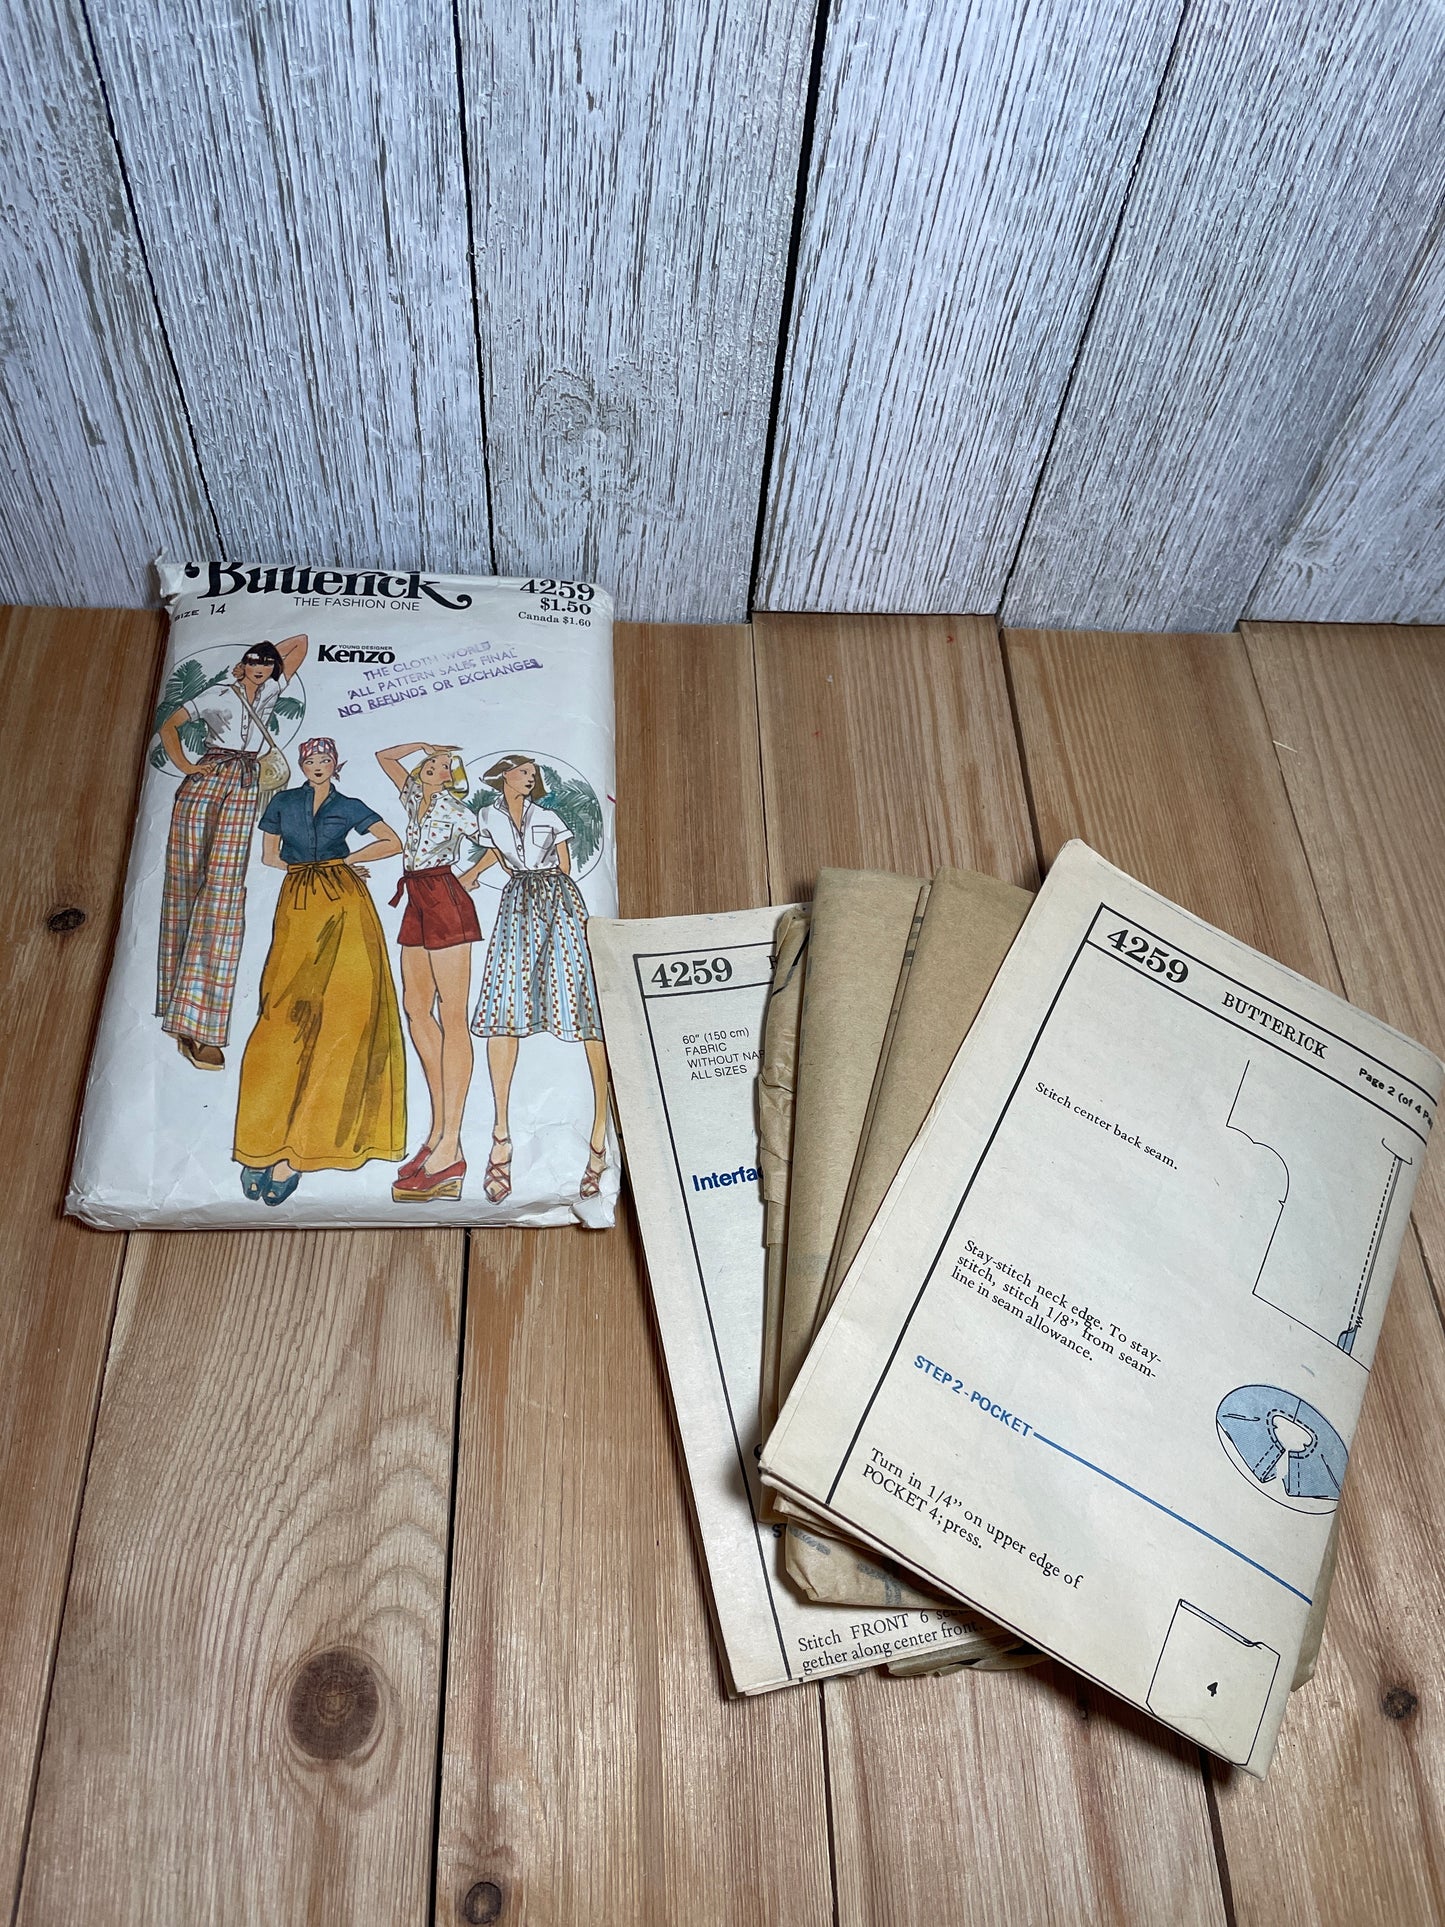 Butterick
4259
THE FASHION ONE
$1.50
SIZE 14
Canada $1.60
YOUNG DESIGNER
Kenzo
THE CLOTH WORLD
ALL PATTERN SALES FINAL
NO REFUNDS OR EXCHANGES
4259
60" (150 cm)
FABRIC
WITHOUT NAP
ALL SIZES
Stitch FRONT 6
gether along center front.
4259
BUTTERICK
Page 2 (of 4
Stitch center back seam.
Stay-stitch neck edge. To stay-
stitch, stitch 1/8" from seam-
line in seam allowance.
STEP 2 - POCKET
Turn in 1/4" on upper edge of
POCKET 4; press.
4